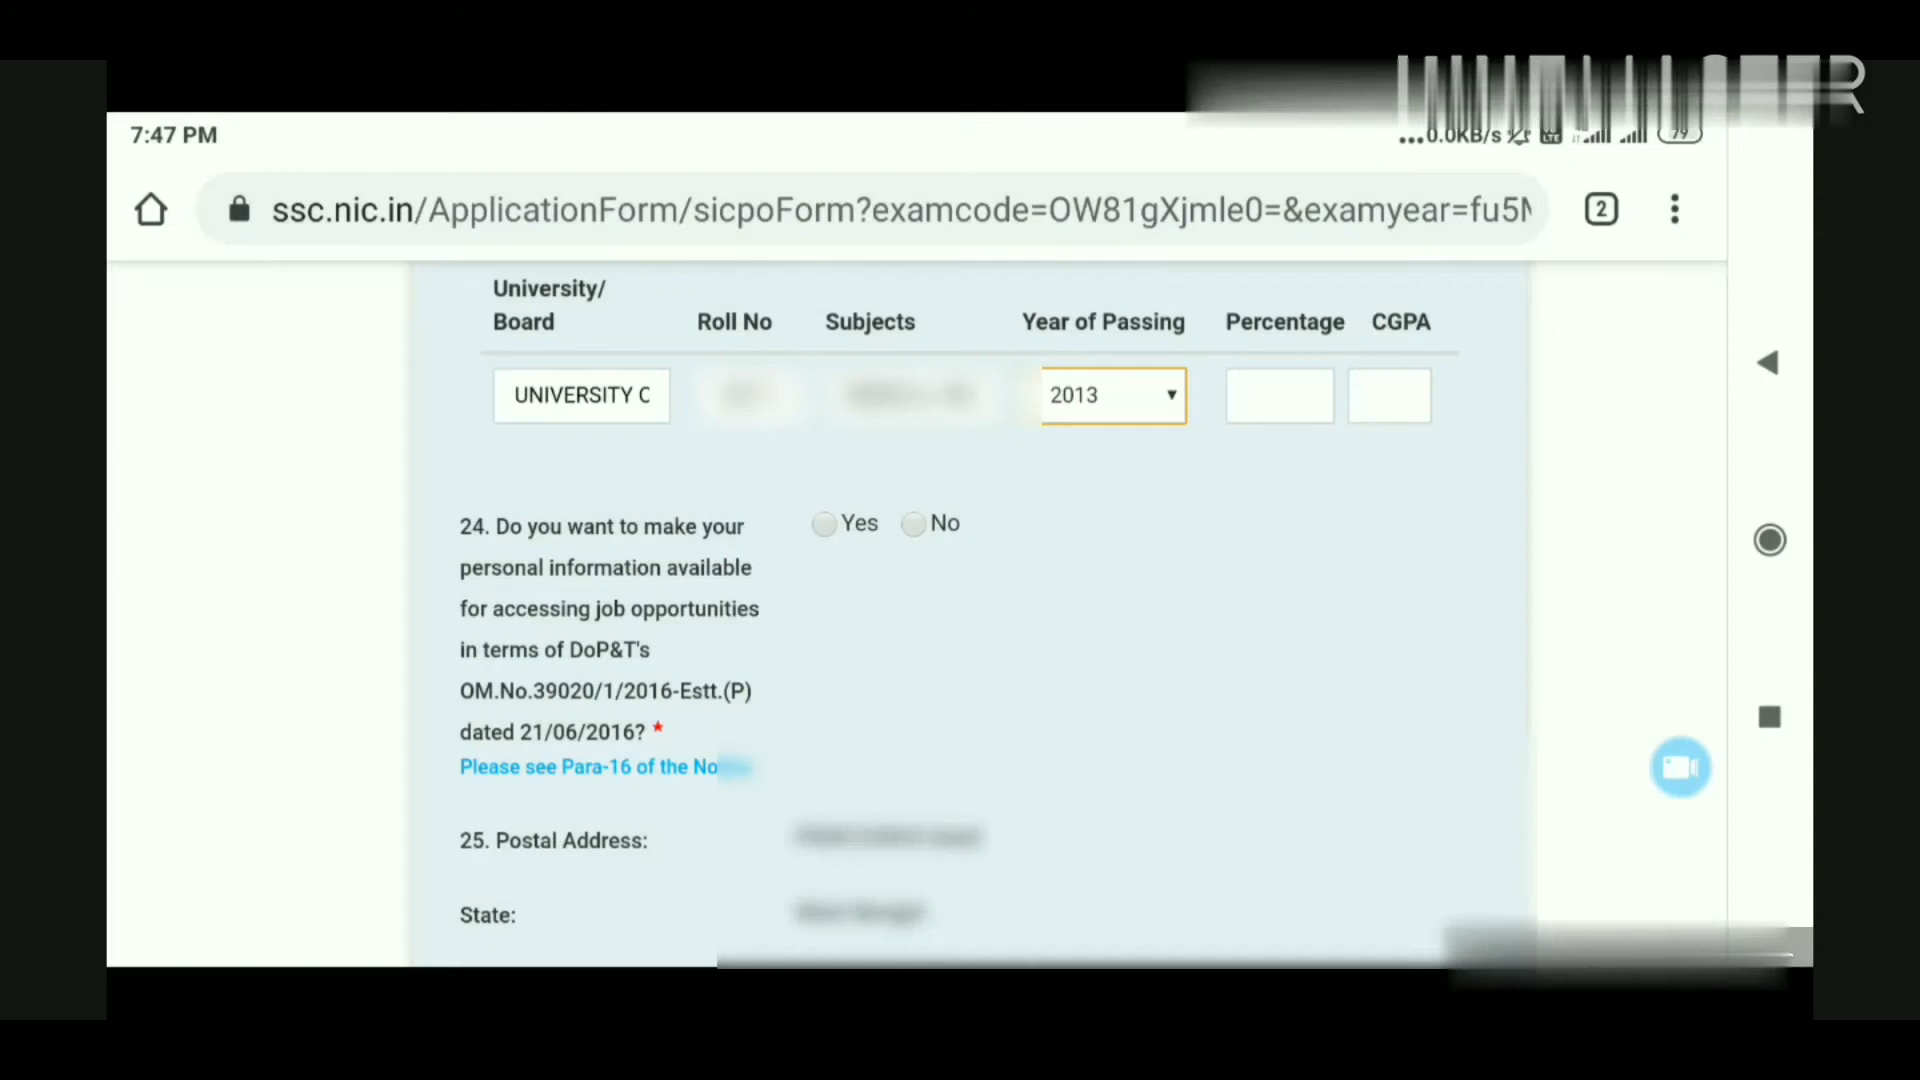 7:47 PM
...0.0KB/s
79
ssc.nic.in/ApplicationForm/sicpoForm?examcode=OW81gXjmle0=&examyear=fu5M
2
University/
Board Roll No Subjects Year of Passing Percentage CGPA
UNIVERSITY C 2013
24. Do you want to make your Yes No
personal information available
for accessing job opportunities
in terms of DoP&T's
OM.No.39020/1/2016-Estt.(P)
dated 21/06/2016? *
Please see Para-16 of the No
25. Postal Address:
State: